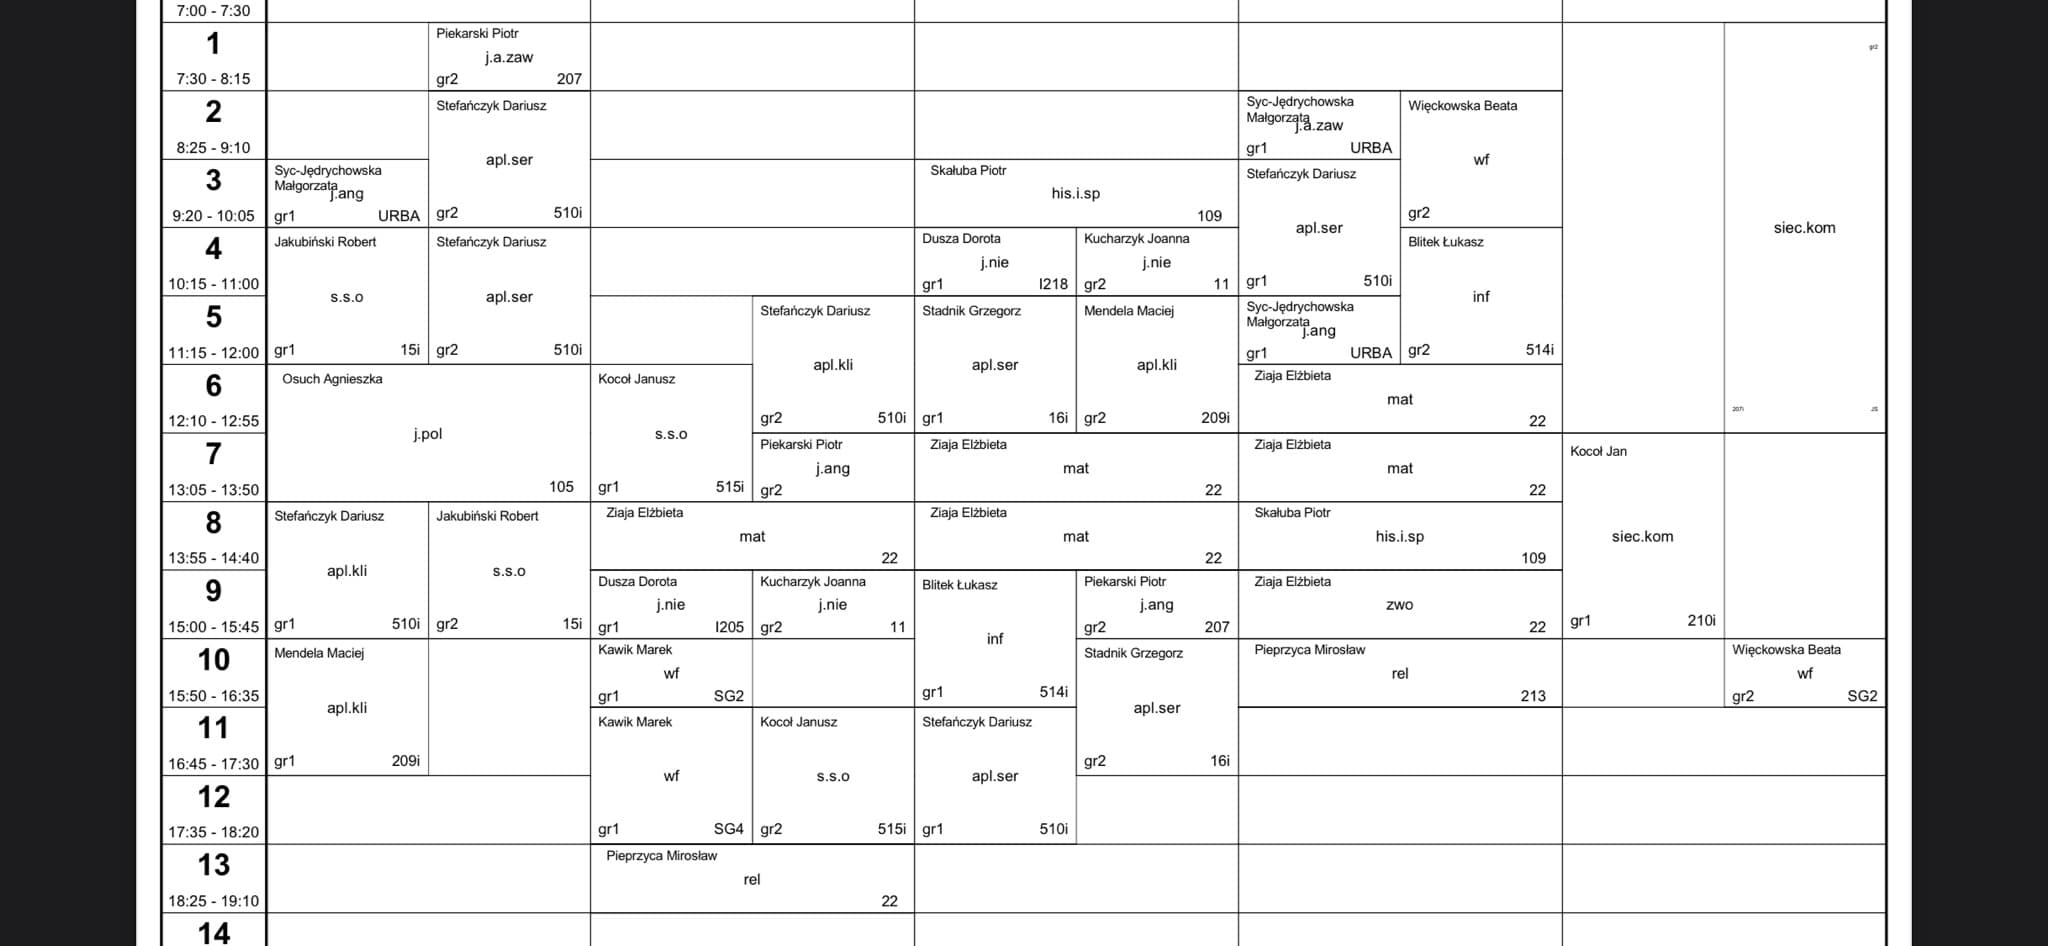 7:00 - 7:30
1
7:30 - 8:15
Piekarski Piotr
j.a.zaw
gr2 207
gr2
2
8:25 - 9:10
Stefańczyk Dariusz
apl.ser
gr2 510i
Syc-Jędrychowska
Małgorzata
j.a.zaw
gr1 URBA
Więckowska Beata
wf
gr2
3
9:20 - 10:05
Syc-Jędrychowska
Małgorzata
j.ang
gr1 URBA
Skałuba Piotr
his.i.sp
109
Stefańczyk Dariusz
apl.ser
gr1 510i
siec.kom
207i JS
4
10:15 - 11:00
Jakubiński Robert
s.s.o
gr1 15i
Stefańczyk Dariusz
apl.ser
gr2 510i
Dusza Dorota
j.nie
gr1 I218
Kucharzyk Joanna
j.nie
gr2 11
Blitek Łukasz
inf
gr2 514i
5
11:15 - 12:00
Stefańczyk Dariusz
apl.kli
gr2 510i
Stadnik Grzegorz
apl.ser
gr1 16i
Mendela Maciej
apl.kli
gr2 209i
Syc-Jędrychowska
Małgorzata
j.ang
gr1 URBA
6
12:10 - 12:55
Osuch Agnieszka
j.pol
105
Kocoł Janusz
s.s.o
gr1 515i
Ziaja Elżbieta
mat
22
7
13:05 - 13:50
Piekarski Piotr
j.ang
gr2
Ziaja Elżbieta
mat
22
Ziaja Elżbieta
mat
22
Kocoł Jan
siec.kom
gr1 210i
8
13:55 - 14:40
Stefańczyk Dariusz
apl.kli
gr1 510i
Jakubiński Robert
s.s.o
gr2 15i
Ziaja Elżbieta
mat
22
Ziaja Elżbieta
mat
22
Skałuba Piotr
his.i.sp
109
9
15:00 - 15:45
Dusza Dorota
j.nie
gr1 I205
Kucharzyk Joanna
j.nie
gr2 11
Blitek Łukasz
inf
gr1 514i
Piekarski Piotr
j.ang
gr2 207
Ziaja Elżbieta
zwo
22
10
15:50 - 16:35
Mendela Maciej
apl.kli
gr1 209i
Kawik Marek
wf
gr1 SG2
Stadnik Grzegorz
apl.ser
gr2 16i
Pieprzyca Mirosław
rel
213
Więckowska Beata
wf
gr2 SG2
11
16:45 - 17:30
Kawik Marek
wf
gr1 SG4
Kocoł Janusz
s.s.o
gr2 515i
Stefańczyk Dariusz
apl.ser
gr1 510i
12
17:35 - 18:20
13
18:25 - 19:10
Pieprzyca Mirosław
rel
22
14